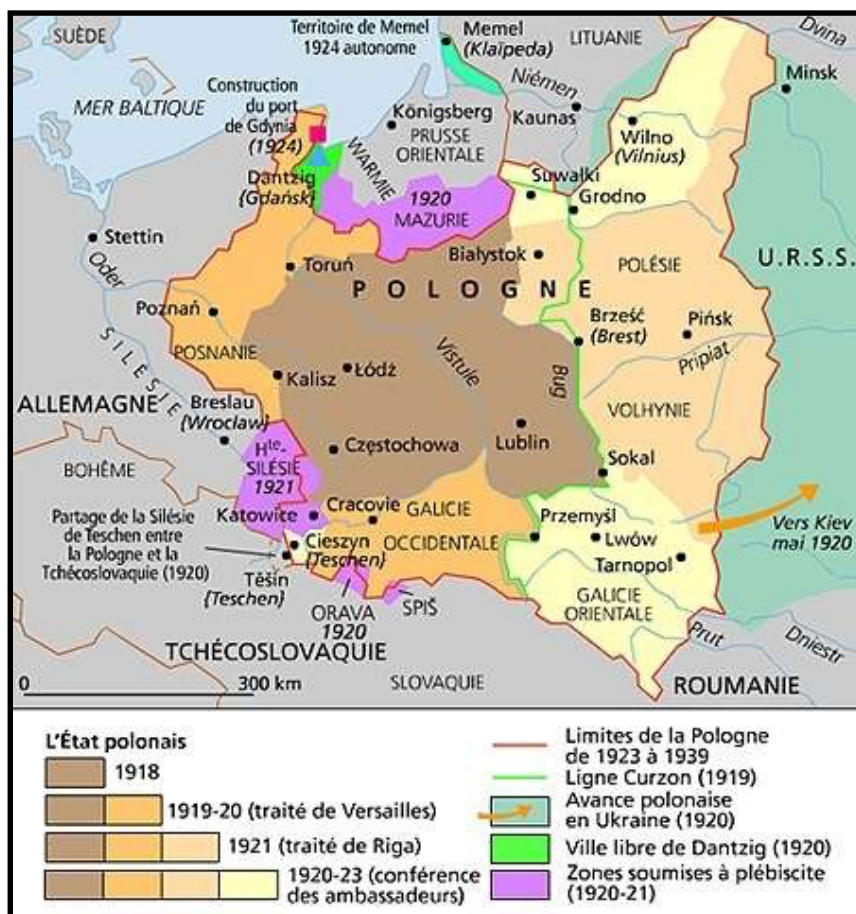 SUÈDE
Territoire de Memel
1924 autonome
Memel
(Klaïpeda)
LITUANIE
Dvina
Minsk
MER BALTIQUE
Construction
du port
de Gdynia
(1924)
Königsberg
PRUSSE
ORIENTALE
Niémen
Kaunas
Wilno
(Vilnius)
Dantzig
(Gdańsk)
WARMIE
1920
MAZURIE
Suwałki
Grodno
Stettin
Oder
Toruń
Białystok
POLÉSIE
U.R.S.S.
POLOGNE
Poznań
POSNANIE
SILÉSIE
Brześć
(Brest)
Pińsk
Pripiat
Kalisz
Łódź
Vistule
Bug
ALLEMAGNE
Breslau
(Wrocław)
VOLHYNIE
Lublin
BOHÊME
Hte-
SILÉSIE
1921
Częstochowa
Sokal
Partage de la Silésie
de Teschen entre
la Pologne et la
Tchécoslovaquie (1920)
Katowice
Cracovie
GALICIE
OCCIDENTALE
Przemyśl
Lwów
Tarnopol
Vers Kiev
mai 1920
Cieszyn
(Teschen)
Těšin
(Teschen)
ORAVA
1920
SPIŠ
GALICIE
ORIENTALE
Prut
Dniestr
TCHÉCOSLOVAQUIE
SLOVAQUIE
ROUMANIE
0 300 km
L'État polonais
1918
1919-20 (traité de Versailles)
1921 (traité de Riga)
1920-23 (conférence
des ambassadeurs)
Limites de la Pologne
de 1923 à 1939
Ligne Curzon (1919)
Avance polonaise
en Ukraine (1920)
Ville libre de Dantzig (1920)
Zones soumises à plébiscite
(1920-21)